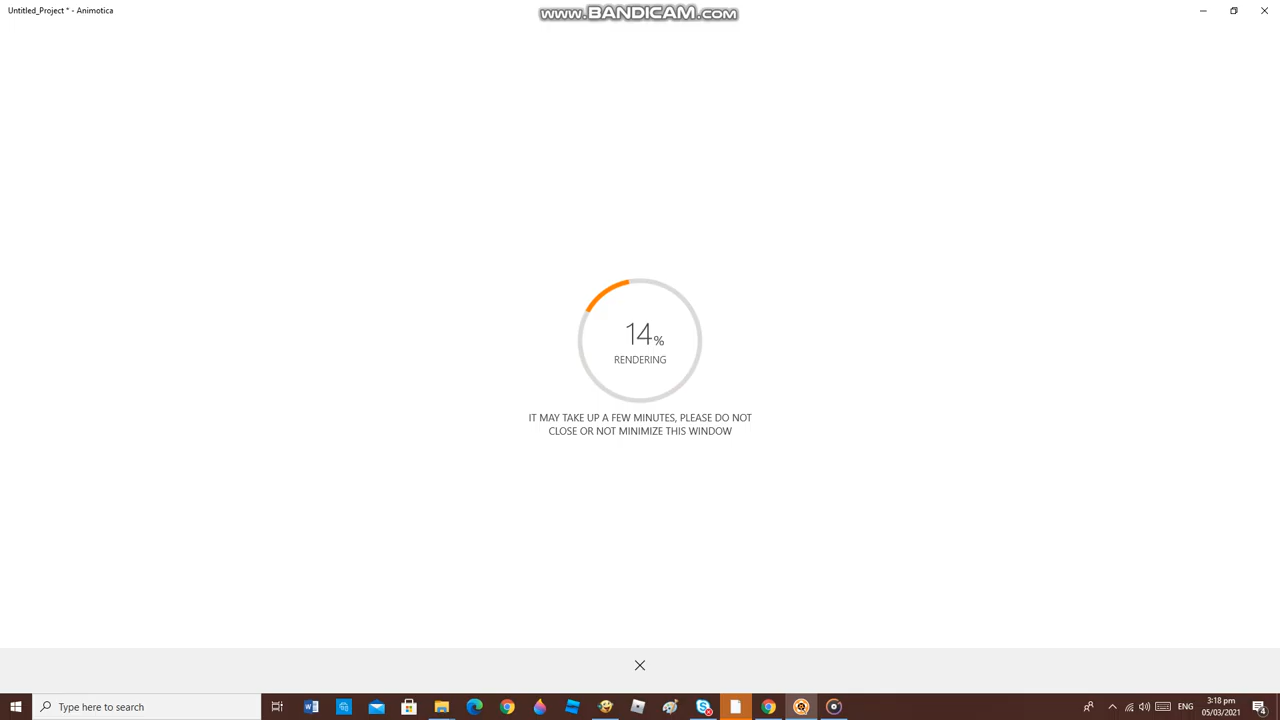 Untitled_Project * - Animotica
www.BANDICAM.com
14%
RENDERING
IT MAY TAKE UP A FEW MINUTES, PLEASE DO NOT
CLOSE OR NOT MINIMIZE THIS WINDOW
Type here to search
ENG
3:18 pm
05/03/2021
4